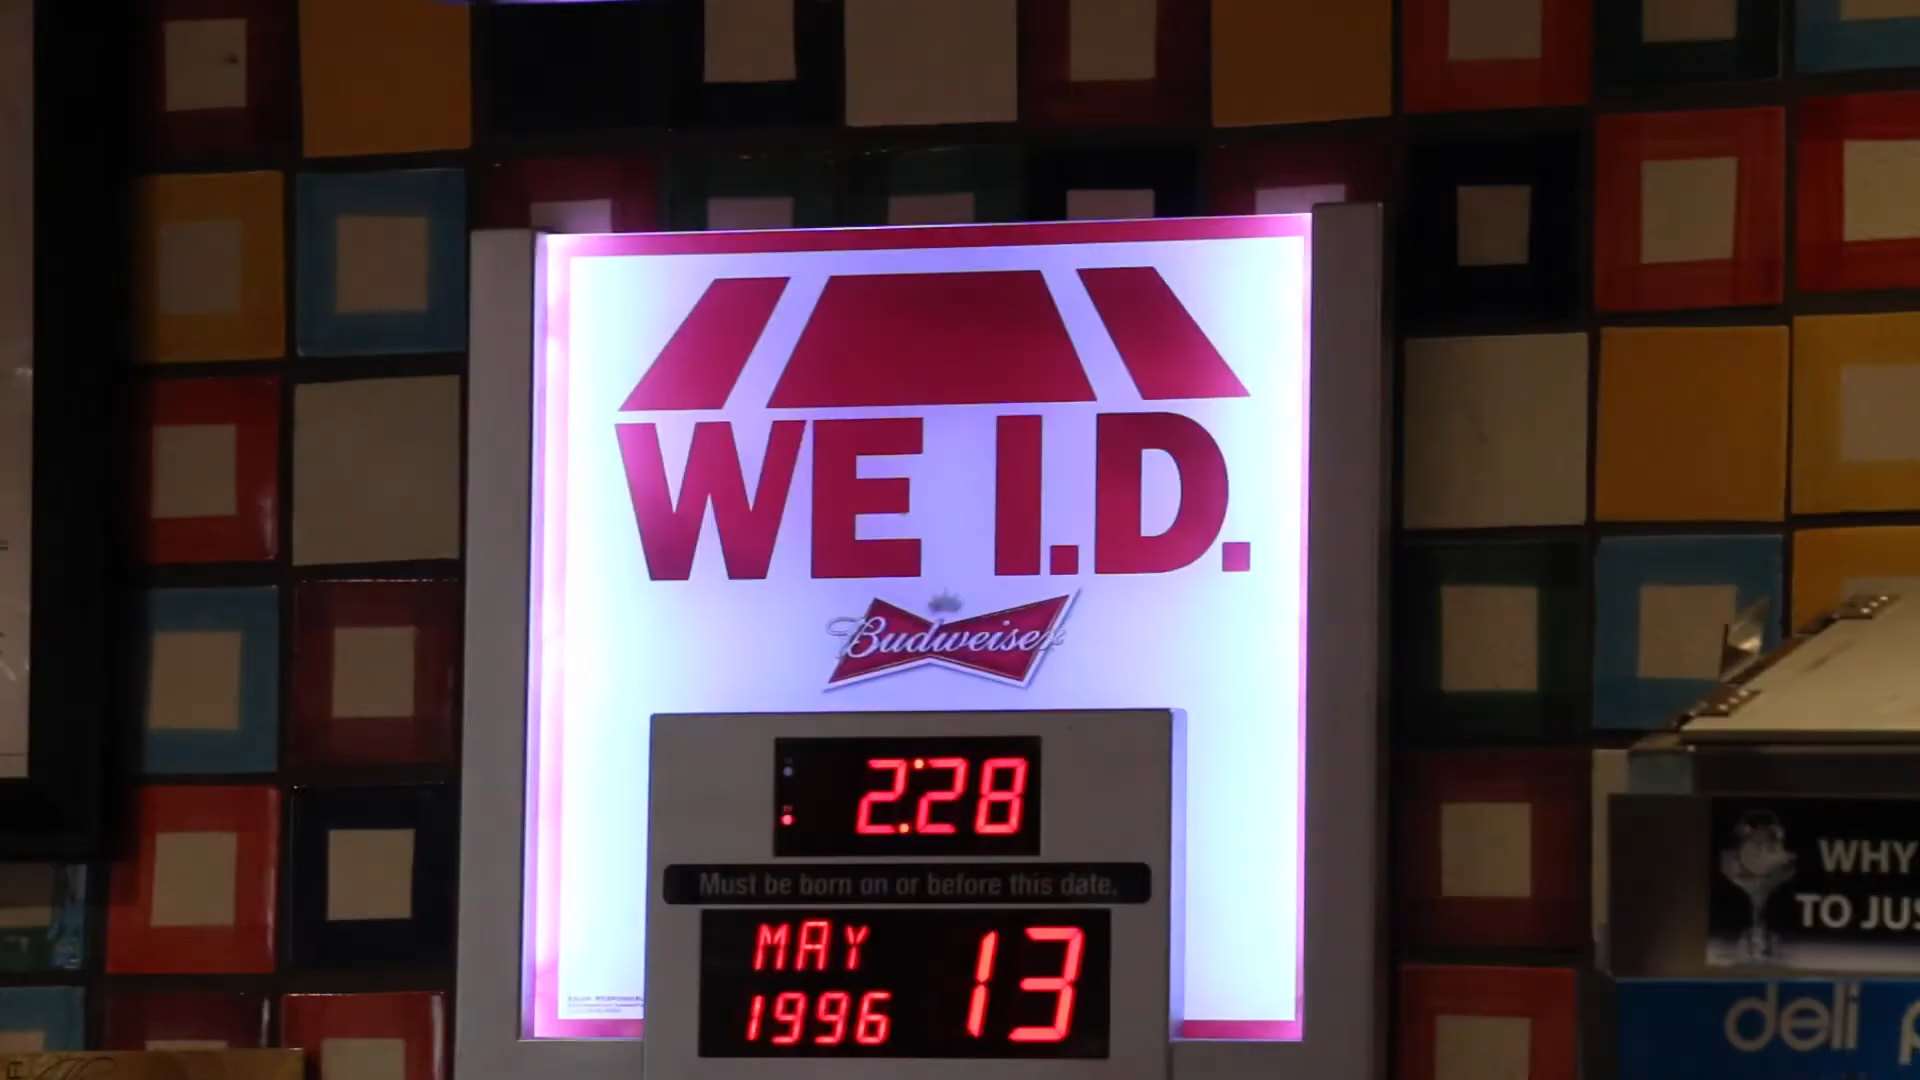 WE I.D.
Budweiser
2:28
Must be born on or before this date.
MAY 13
1996
WHY
TO JUS
deli p